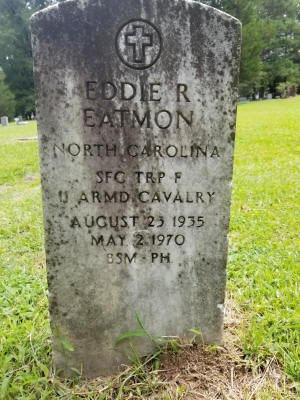 EDDIE R
EATMON
NORTH CAROLINA
SFC TRP F
11 ARMD CAVALRY
AUGUST 23 1935
MAY 2 1970
BSM-PH